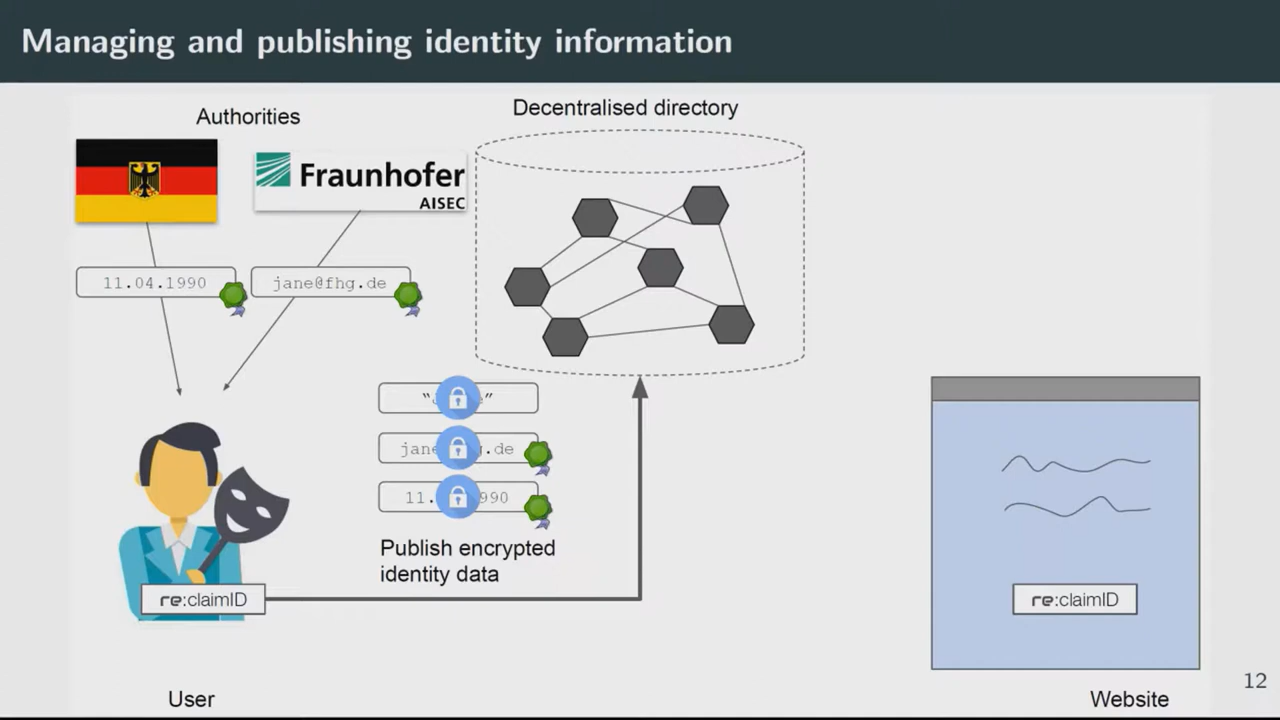 Managing and publishing identity information
Authorities
Decentralised directory
Fraunhofer
AISEC
11.04.1990
jane@fhg.de
Publish encrypted
identity data
re:claimID
re:claimID
User
Website
12